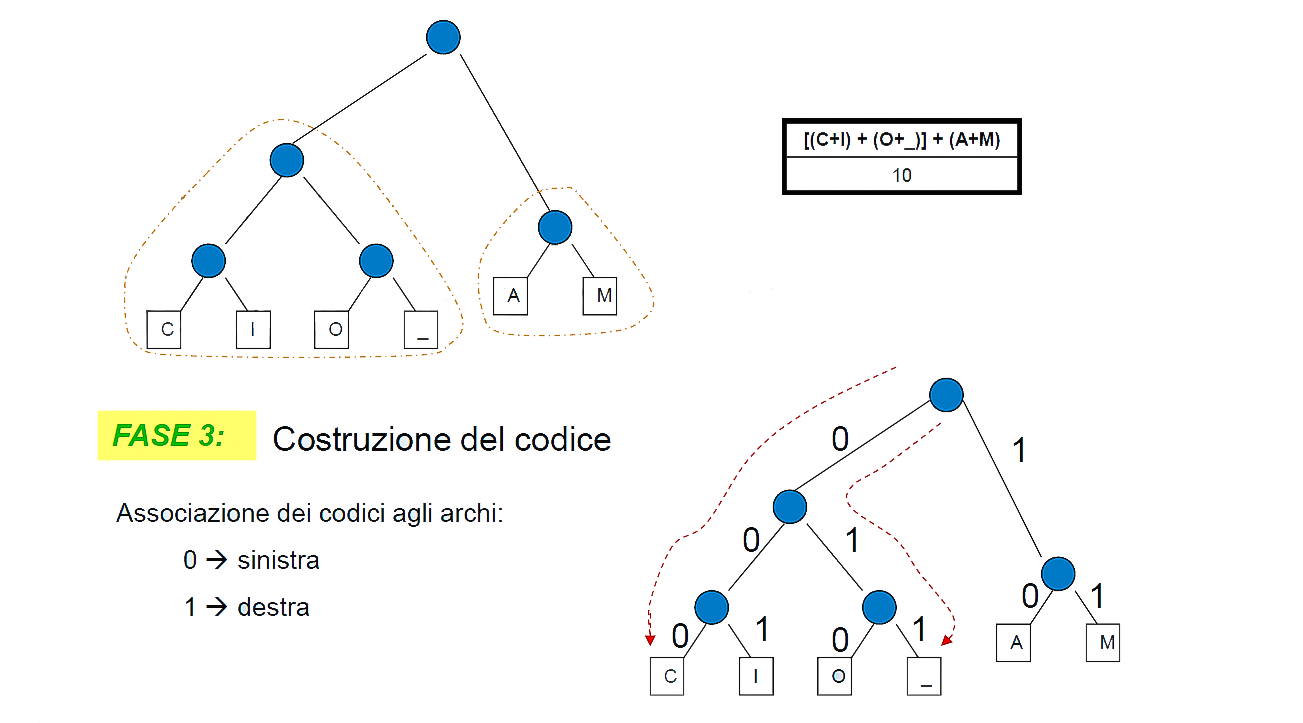 [(C+I) + (O+_)] + (A+M)
10
A
M
C
I
O
_
FASE 3: Costruzione del codice
Associazione dei codici agli archi:
0 → sinistra
1 → destra
0
1
0
1
0
1
0
1
0
1
A
M
C
I
O
_